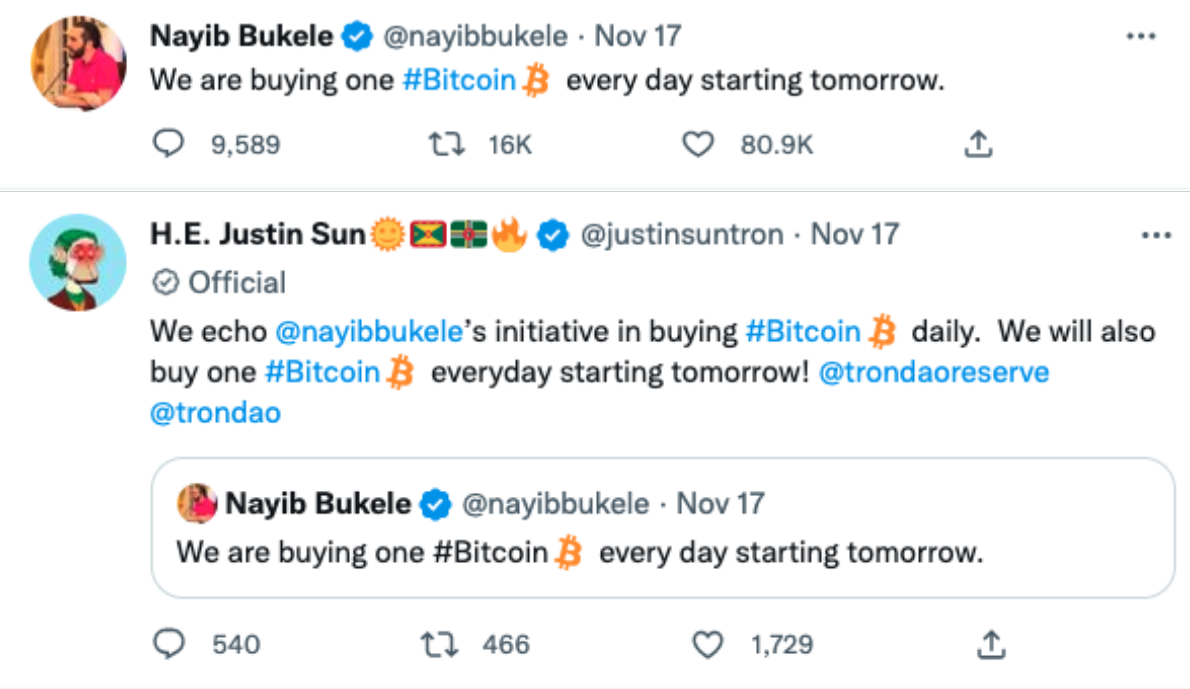 Nayib Bukele @nayibbukele · Nov 17
We are buying one #Bitcoin every day starting tomorrow.
9,589 16K 80.9K
H.E. Justin Sun @justinsuntron · Nov 17
Official
We echo @nayibbukele’s initiative in buying #Bitcoin daily. We will also
buy one #Bitcoin everyday starting tomorrow! @trondaoreserve
@trondao
Nayib Bukele @nayibbukele · Nov 17
We are buying one #Bitcoin every day starting tomorrow.
540 466 1,729